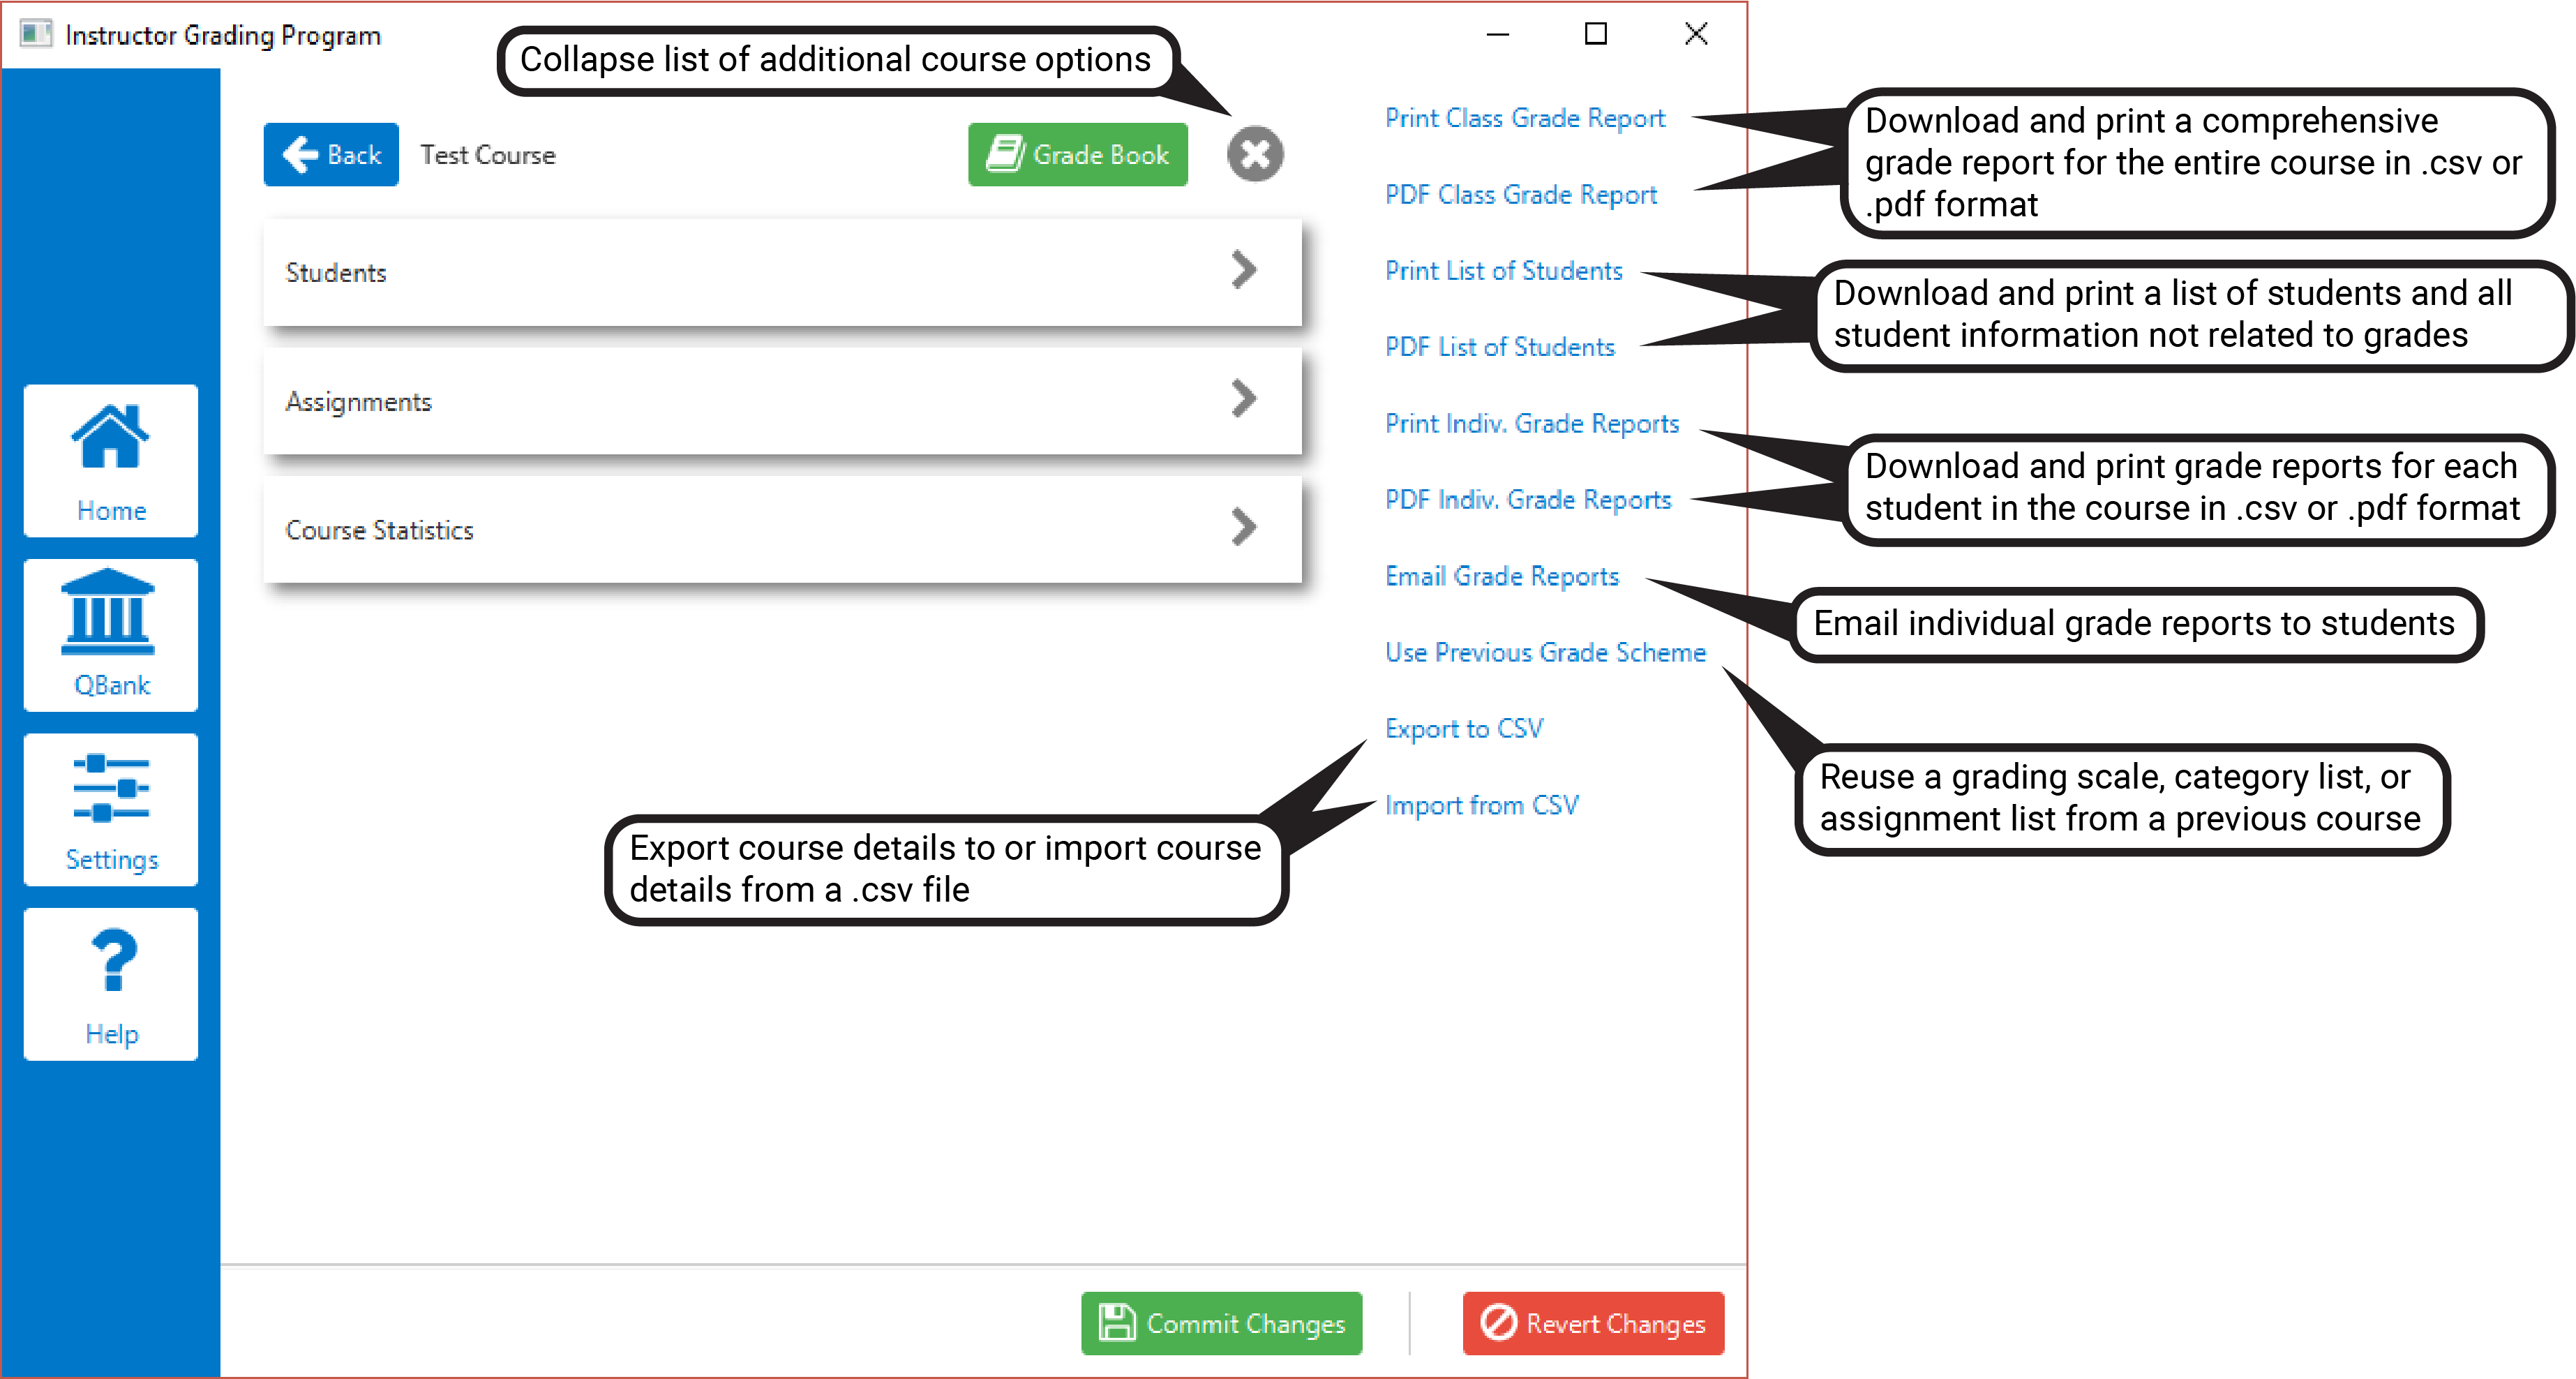 Instructor Grading Program
Collapse list of additional course options
Back
Test Course
Grade Book
Students
Assignments
Course Statistics
Home
QBank
Settings
Help
Print Class Grade Report
PDF Class Grade Report
Print List of Students
PDF List of Students
Print Indiv. Grade Reports
PDF Indiv. Grade Reports
Email Grade Reports
Use Previous Grade Scheme
Export to CSV
Import from CSV
Download and print a comprehensive
grade report for the entire course in .csv or
.pdf format
Download and print a list of students and all
student information not related to grades
Download and print grade reports for each
student in the course in .csv or .pdf format
Email individual grade reports to students
Reuse a grading scale, category list, or
assignment list from a previous course
Export course details to or import course
details from a .csv file
Commit Changes
Revert Changes